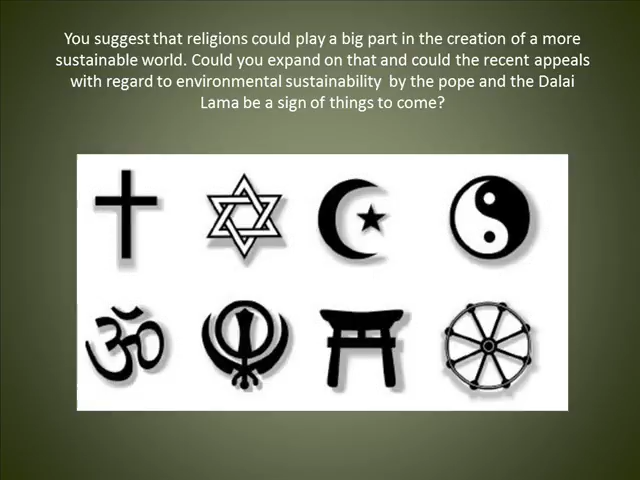 You suggest that religions could play a big part in the creation of a more
sustainable world. Could you expand on that and could the recent appeals
with regard to environmental sustainability by the pope and the Dalai
Lama be a sign of things to come?